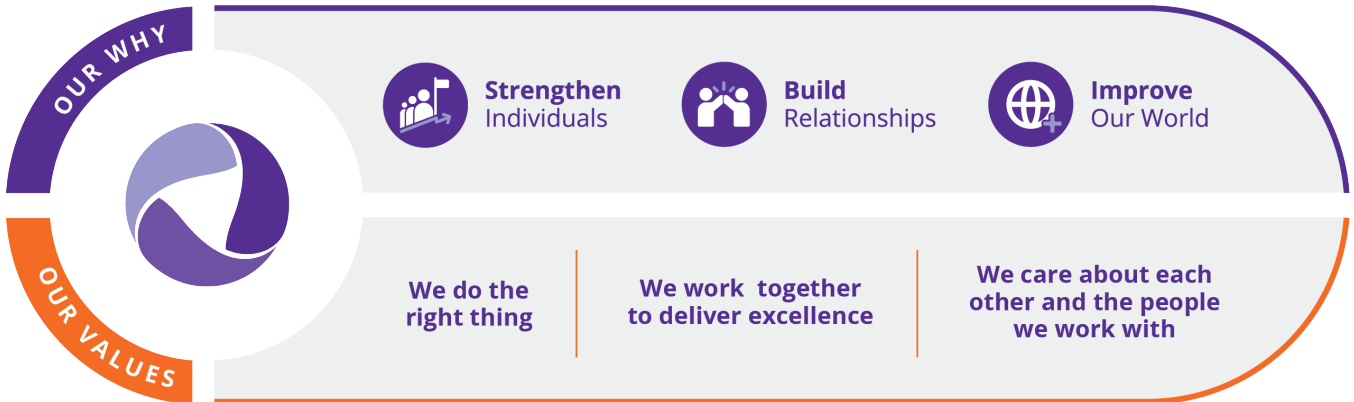 OUR WHY
Strengthen
Individuals
Build
Relationships
Improve
Our World
OUR VALUES
We do the
right thing
We work  together
to deliver excellence
We care about each
other and the people
we work with